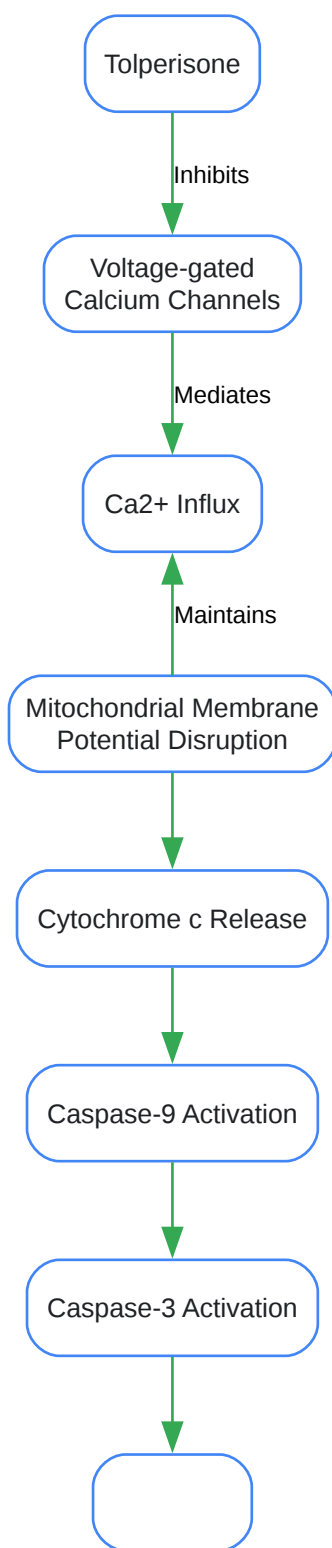 Tolperisone
Inhibits
Voltage-gated
Calcium Channels
Mediates
Ca2+ Influx
Maintains
Mitochondrial Membrane
Potential Disruption
Cytochrome c Release
Caspase-9 Activation
Caspase-3 Activation